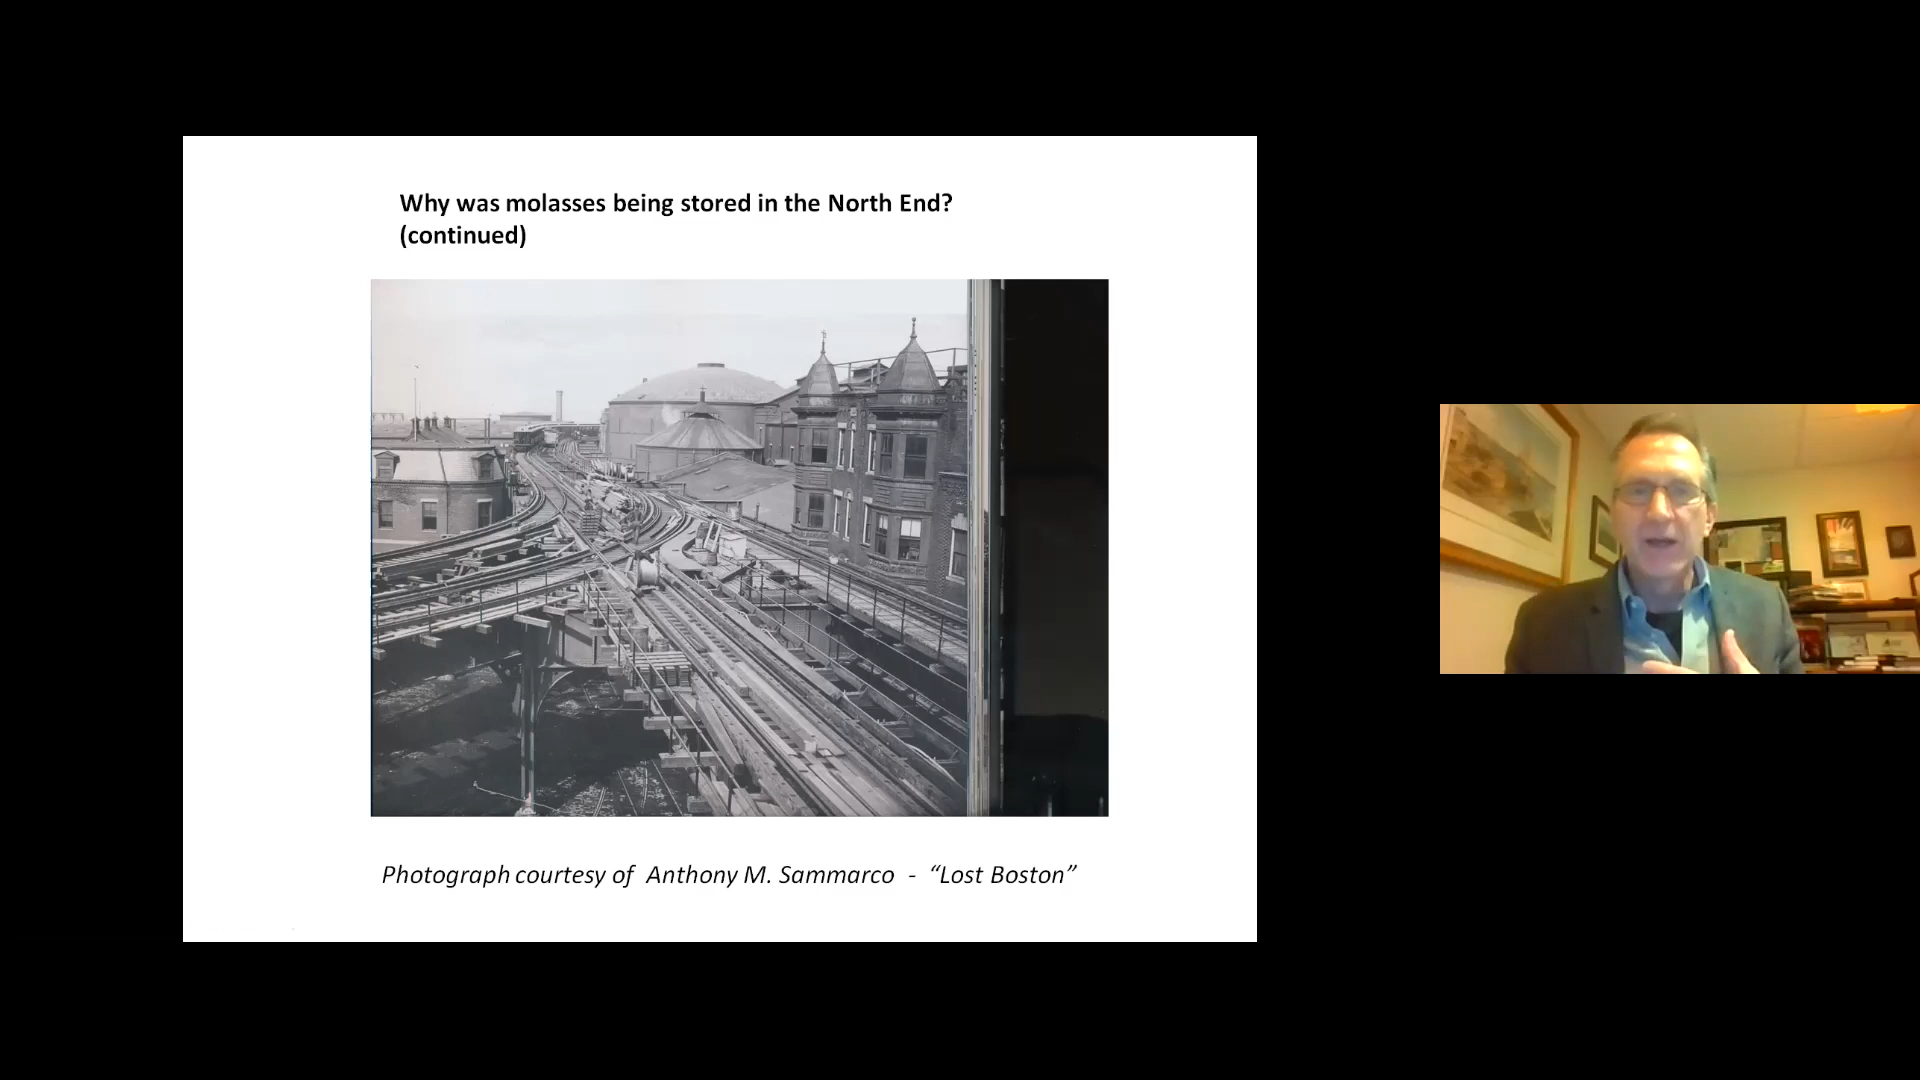 Why was molasses being stored in the North End?
(continued)
Photograph courtesy of Anthony M. Sammarco - “Lost Boston”